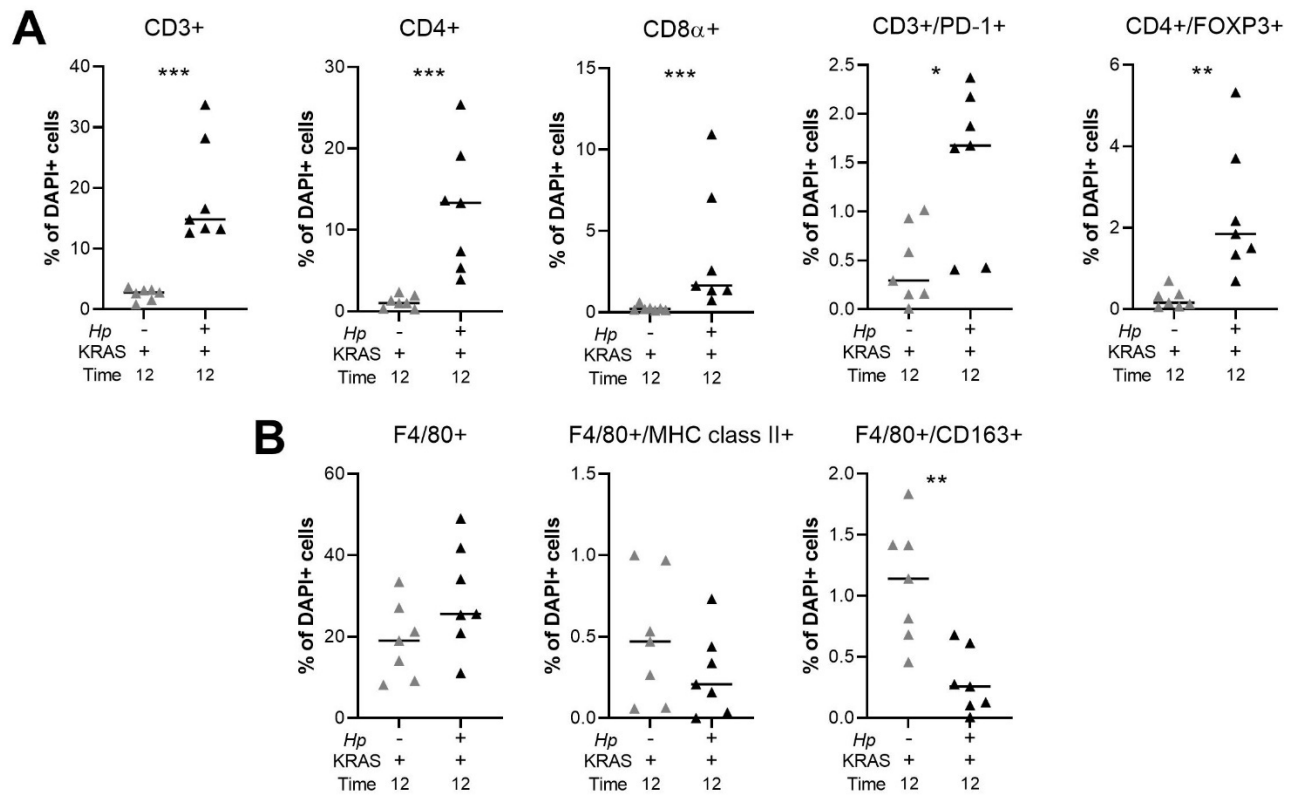 A
CD3+ CD4+ CD8α+ CD3+/PD-1+ CD4+/FOXP3+
% of DAPI+ cells
40
30
20
10
0
***
Hp - +
KRAS + +
Time 12 12
% of DAPI+ cells
30
20
10
0
***
Hp - +
KRAS + +
Time 12 12
% of DAPI+ cells
15
10
5
0
***
Hp - +
KRAS + +
Time 12 12
% of DAPI+ cells
2.5
2.0
1.5
1.0
0.5
0.0
*
Hp - +
KRAS + +
Time 12 12
% of DAPI+ cells
6
4
2
0
**
Hp - +
KRAS + +
Time 12 12
B
F4/80+ F4/80+/MHC class II+ F4/80+/CD163+
% of DAPI+ cells
60
40
20
0
Hp - +
KRAS + +
Time 12 12
% of DAPI+ cells
1.5
1.0
0.5
0.0
Hp - +
KRAS + +
Time 12 12
% of DAPI+ cells
2.0
1.5
1.0
0.5
0.0
**
Hp - +
KRAS + +
Time 12 12